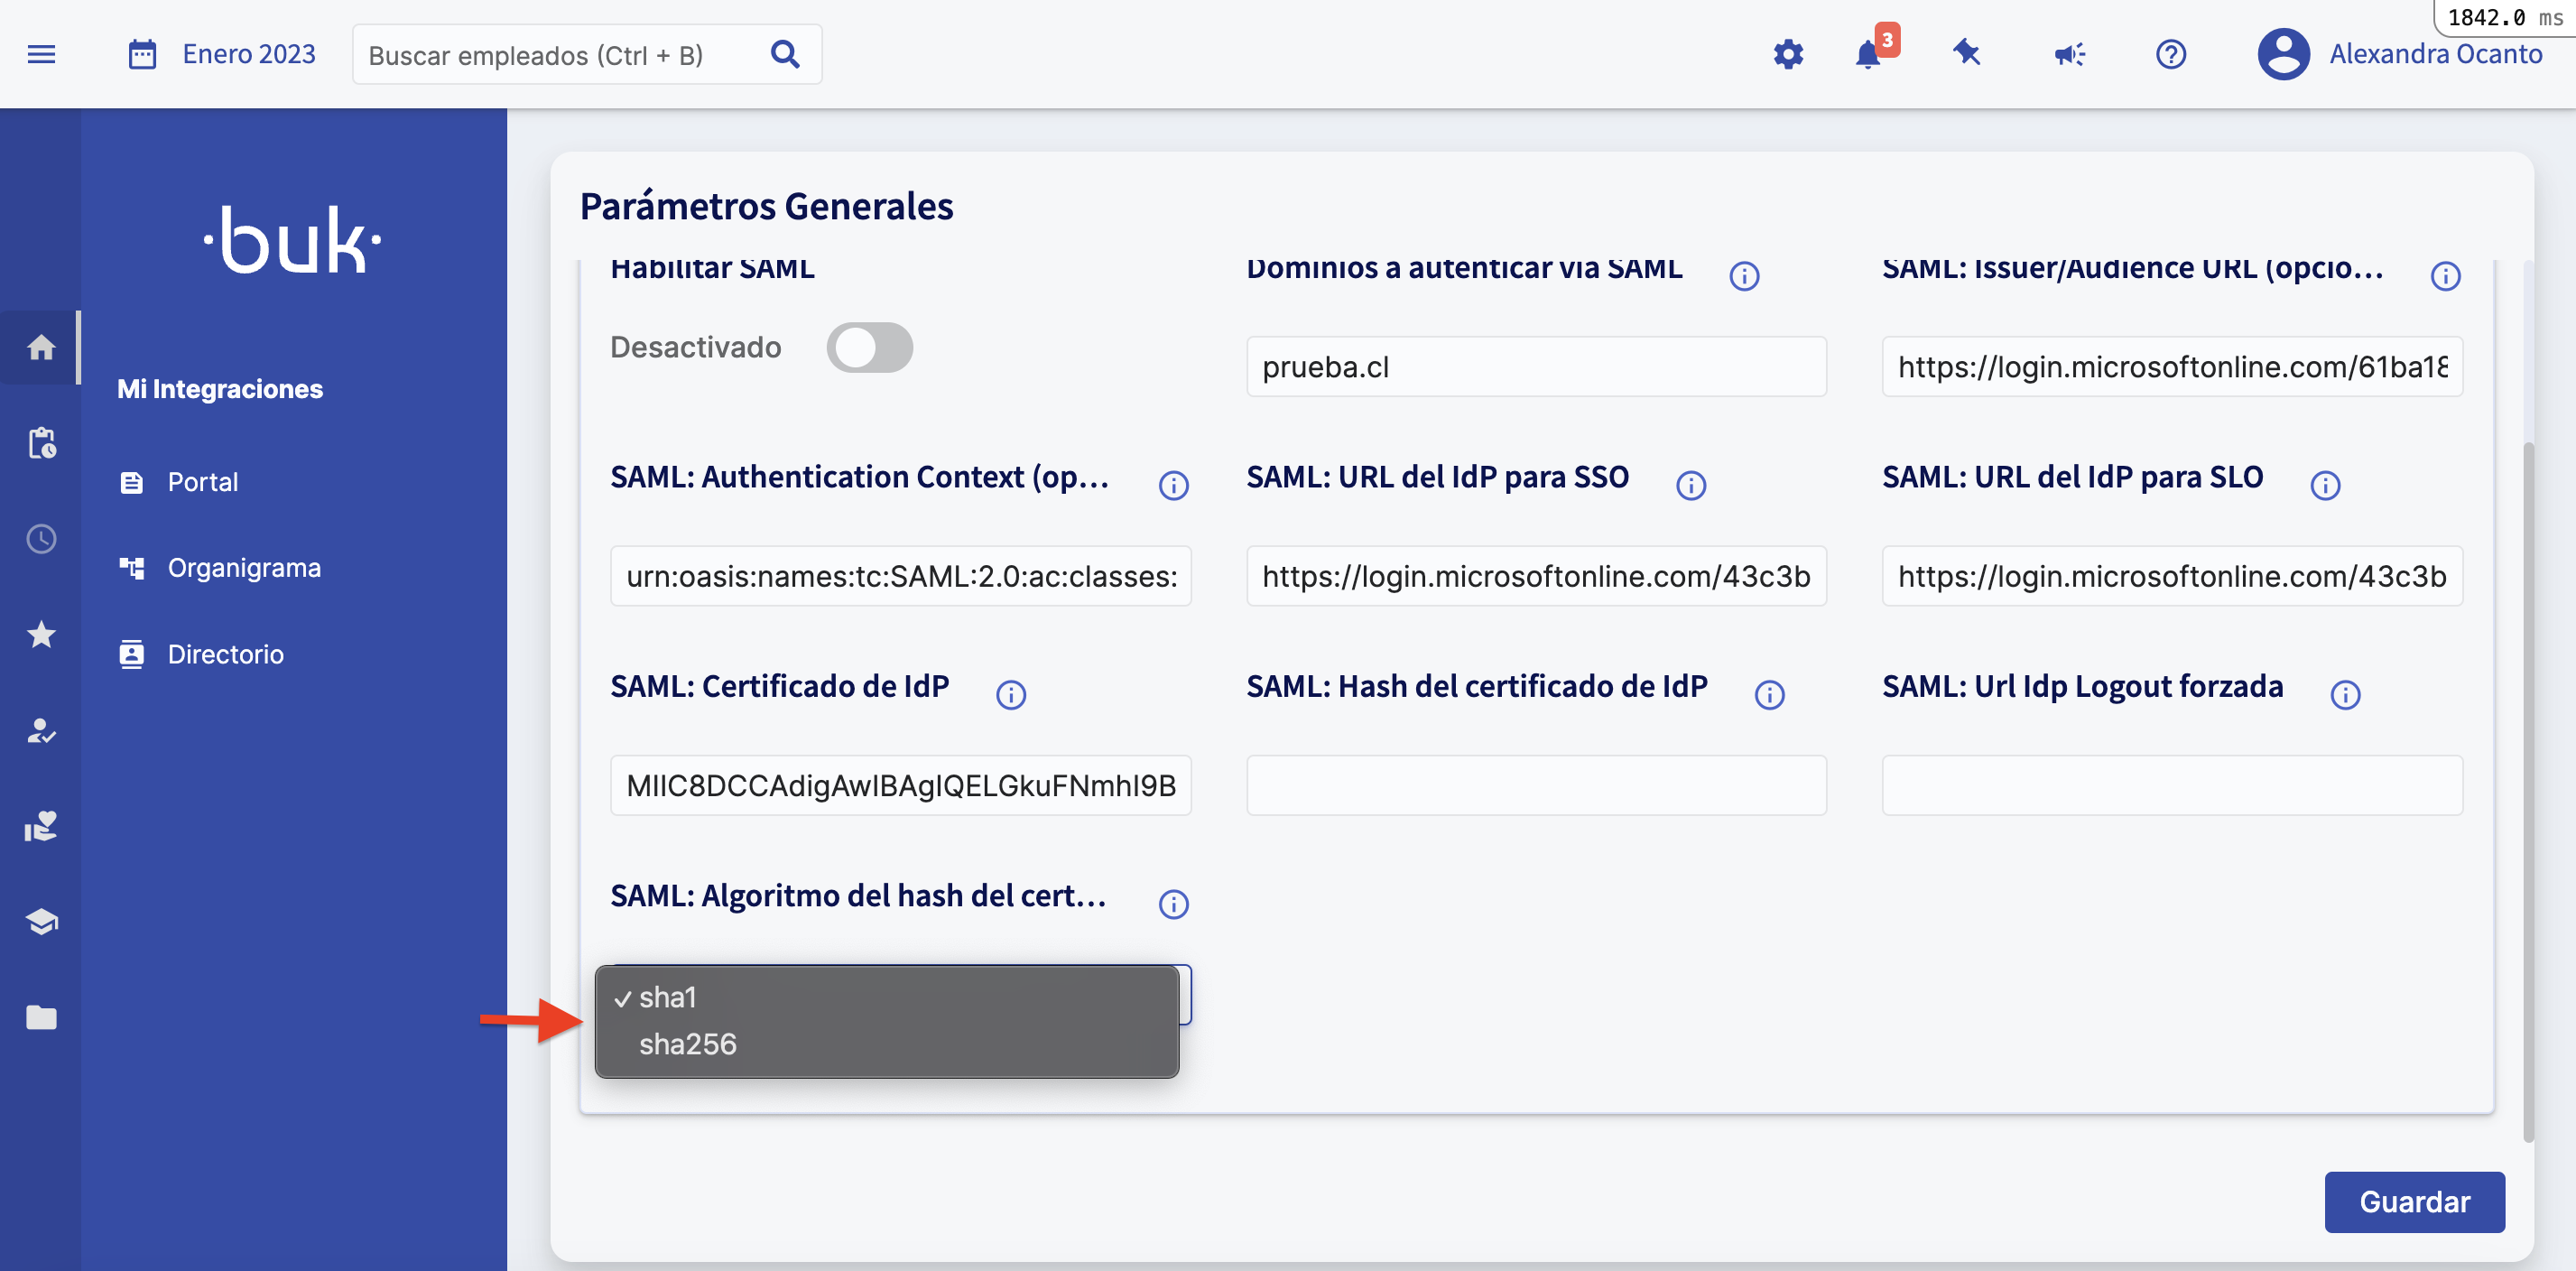 1842.0 ms
Enero 2023
Buscar empleados (Ctrl + B)
3
Alexandra Ocanto
·buk·
Mi Integraciones
Portal
Organigrama
Directorio
Parámetros Generales
Habilitar SAML
Dominios a autenticar vía SAML
SAML: Issuer/Audience URL (opcio...
Desactivado
prueba.cl
https://login.microsoftonline.com/61ba18
SAML: Authentication Context (op...
SAML: URL del IdP para SSO
SAML: URL del IdP para SLO
urn:oasis:names:tc:SAML:2.0:ac:classes:
https://login.microsoftonline.com/43c3b
https://login.microsoftonline.com/43c3b
SAML: Certificado de IdP
SAML: Hash del certificado de IdP
SAML: Url Idp Logout forzada
MIIC8DCCAdigAwIBAgIQELGkuFNmhI9B
SAML: Algoritmo del hash del cert...
✓ sha1
sha256
Guardar